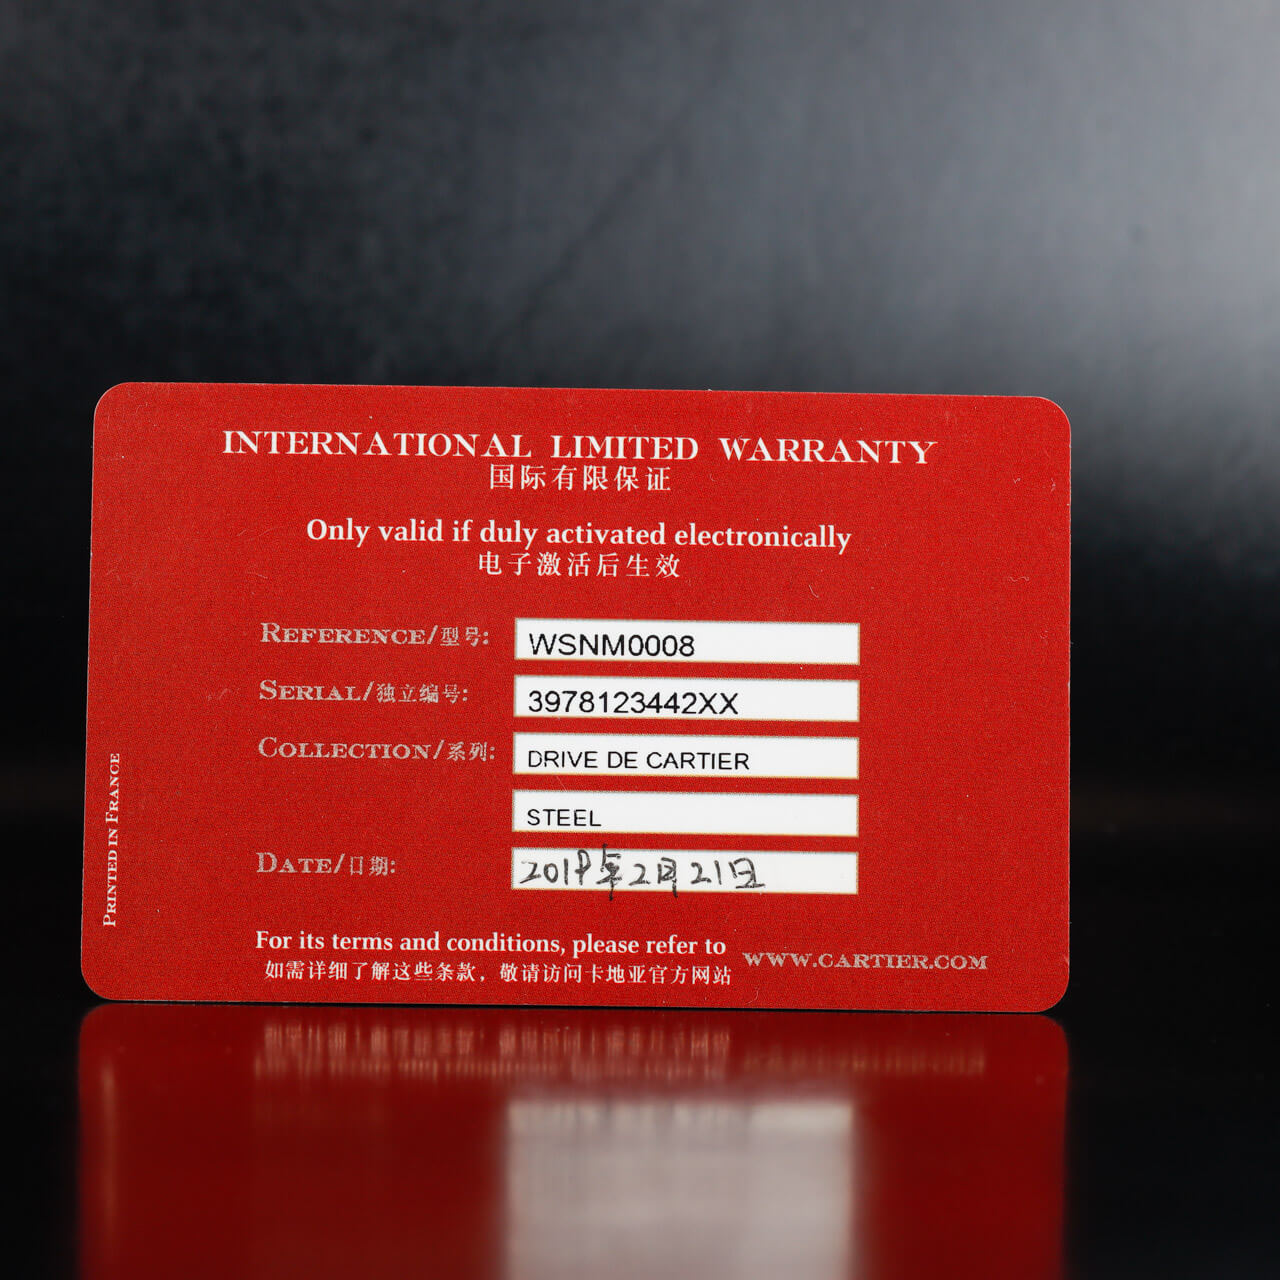 INTERNATIONAL LIMITED WARRANTY
国际有限保证
Only valid if duly activated electronically
电子激活后生效
REFERENCE/型号: WSNM0008
SERIAL/独立编号: 3978123442XX
COLLECTION/系列: DRIVE DE CARTIER
STEEL
DATE/日期: 2019年2月21日
PRINTED IN FRANCE
For its terms and conditions, please refer to WWW.CARTIER.COM
如需详细了解这些条款，敬请访问卡地亚官方网站